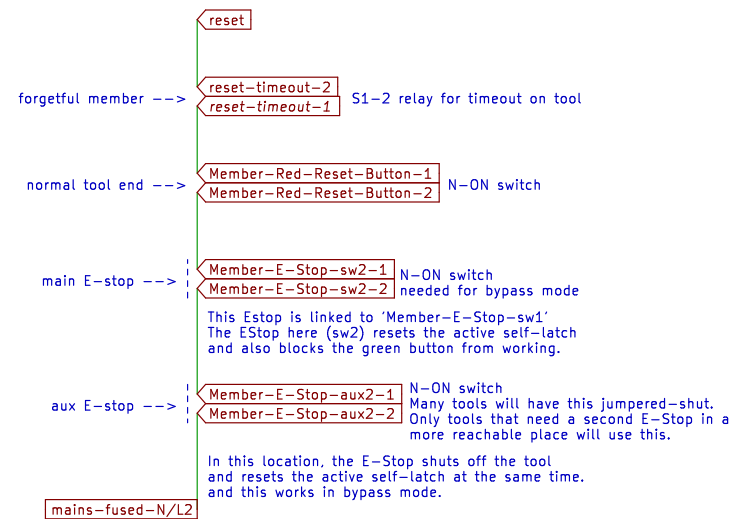 reset
reset-timeout-2
forgetful member --> S1-2 relay for timeout on tool
reset-timeout-1
Member-Red-Reset-Button-1
normal tool end --> N-ON switch
Member-Red-Reset-Button-2
Member-E-Stop-sw2-1
N-ON switch
main E-stop -->
Member-E-Stop-sw2-2
needed for bypass mode
This Estop is linked to 'Member-E-Stop-sw1'
The EStop here (sw2) resets the active self-latch
and also blocks the green button from working.
Member-E-Stop-aux2-1
N-ON switch
Many tools will have this jumpered-shut.
aux E-stop -->
Member-E-Stop-aux2-2
Only tools that need a second E-Stop in a
more reachable place will use this.
In this location, the E-Stop shuts off the tool
and resets the active self-latch at the same time.
and this works in bypass mode.
mains-fused-N/L2